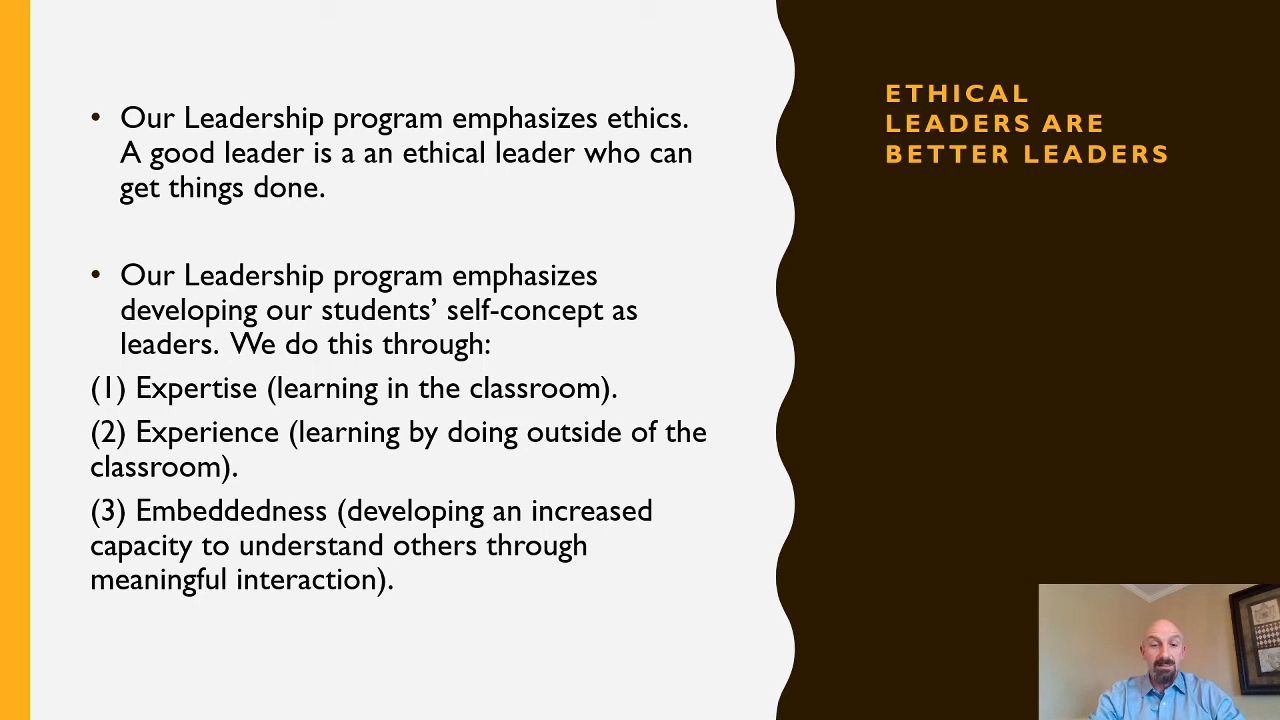 ETHICAL
LEADERS ARE
BETTER LEADERS
• Our Leadership program emphasizes ethics.
A good leader is a an ethical leader who can
get things done.
• Our Leadership program emphasizes
developing our students’ self-concept as
leaders. We do this through:
(1) Expertise (learning in the classroom).
(2) Experience (learning by doing outside of the
classroom).
(3) Embeddedness (developing an increased
capacity to understand others through
meaningful interaction).